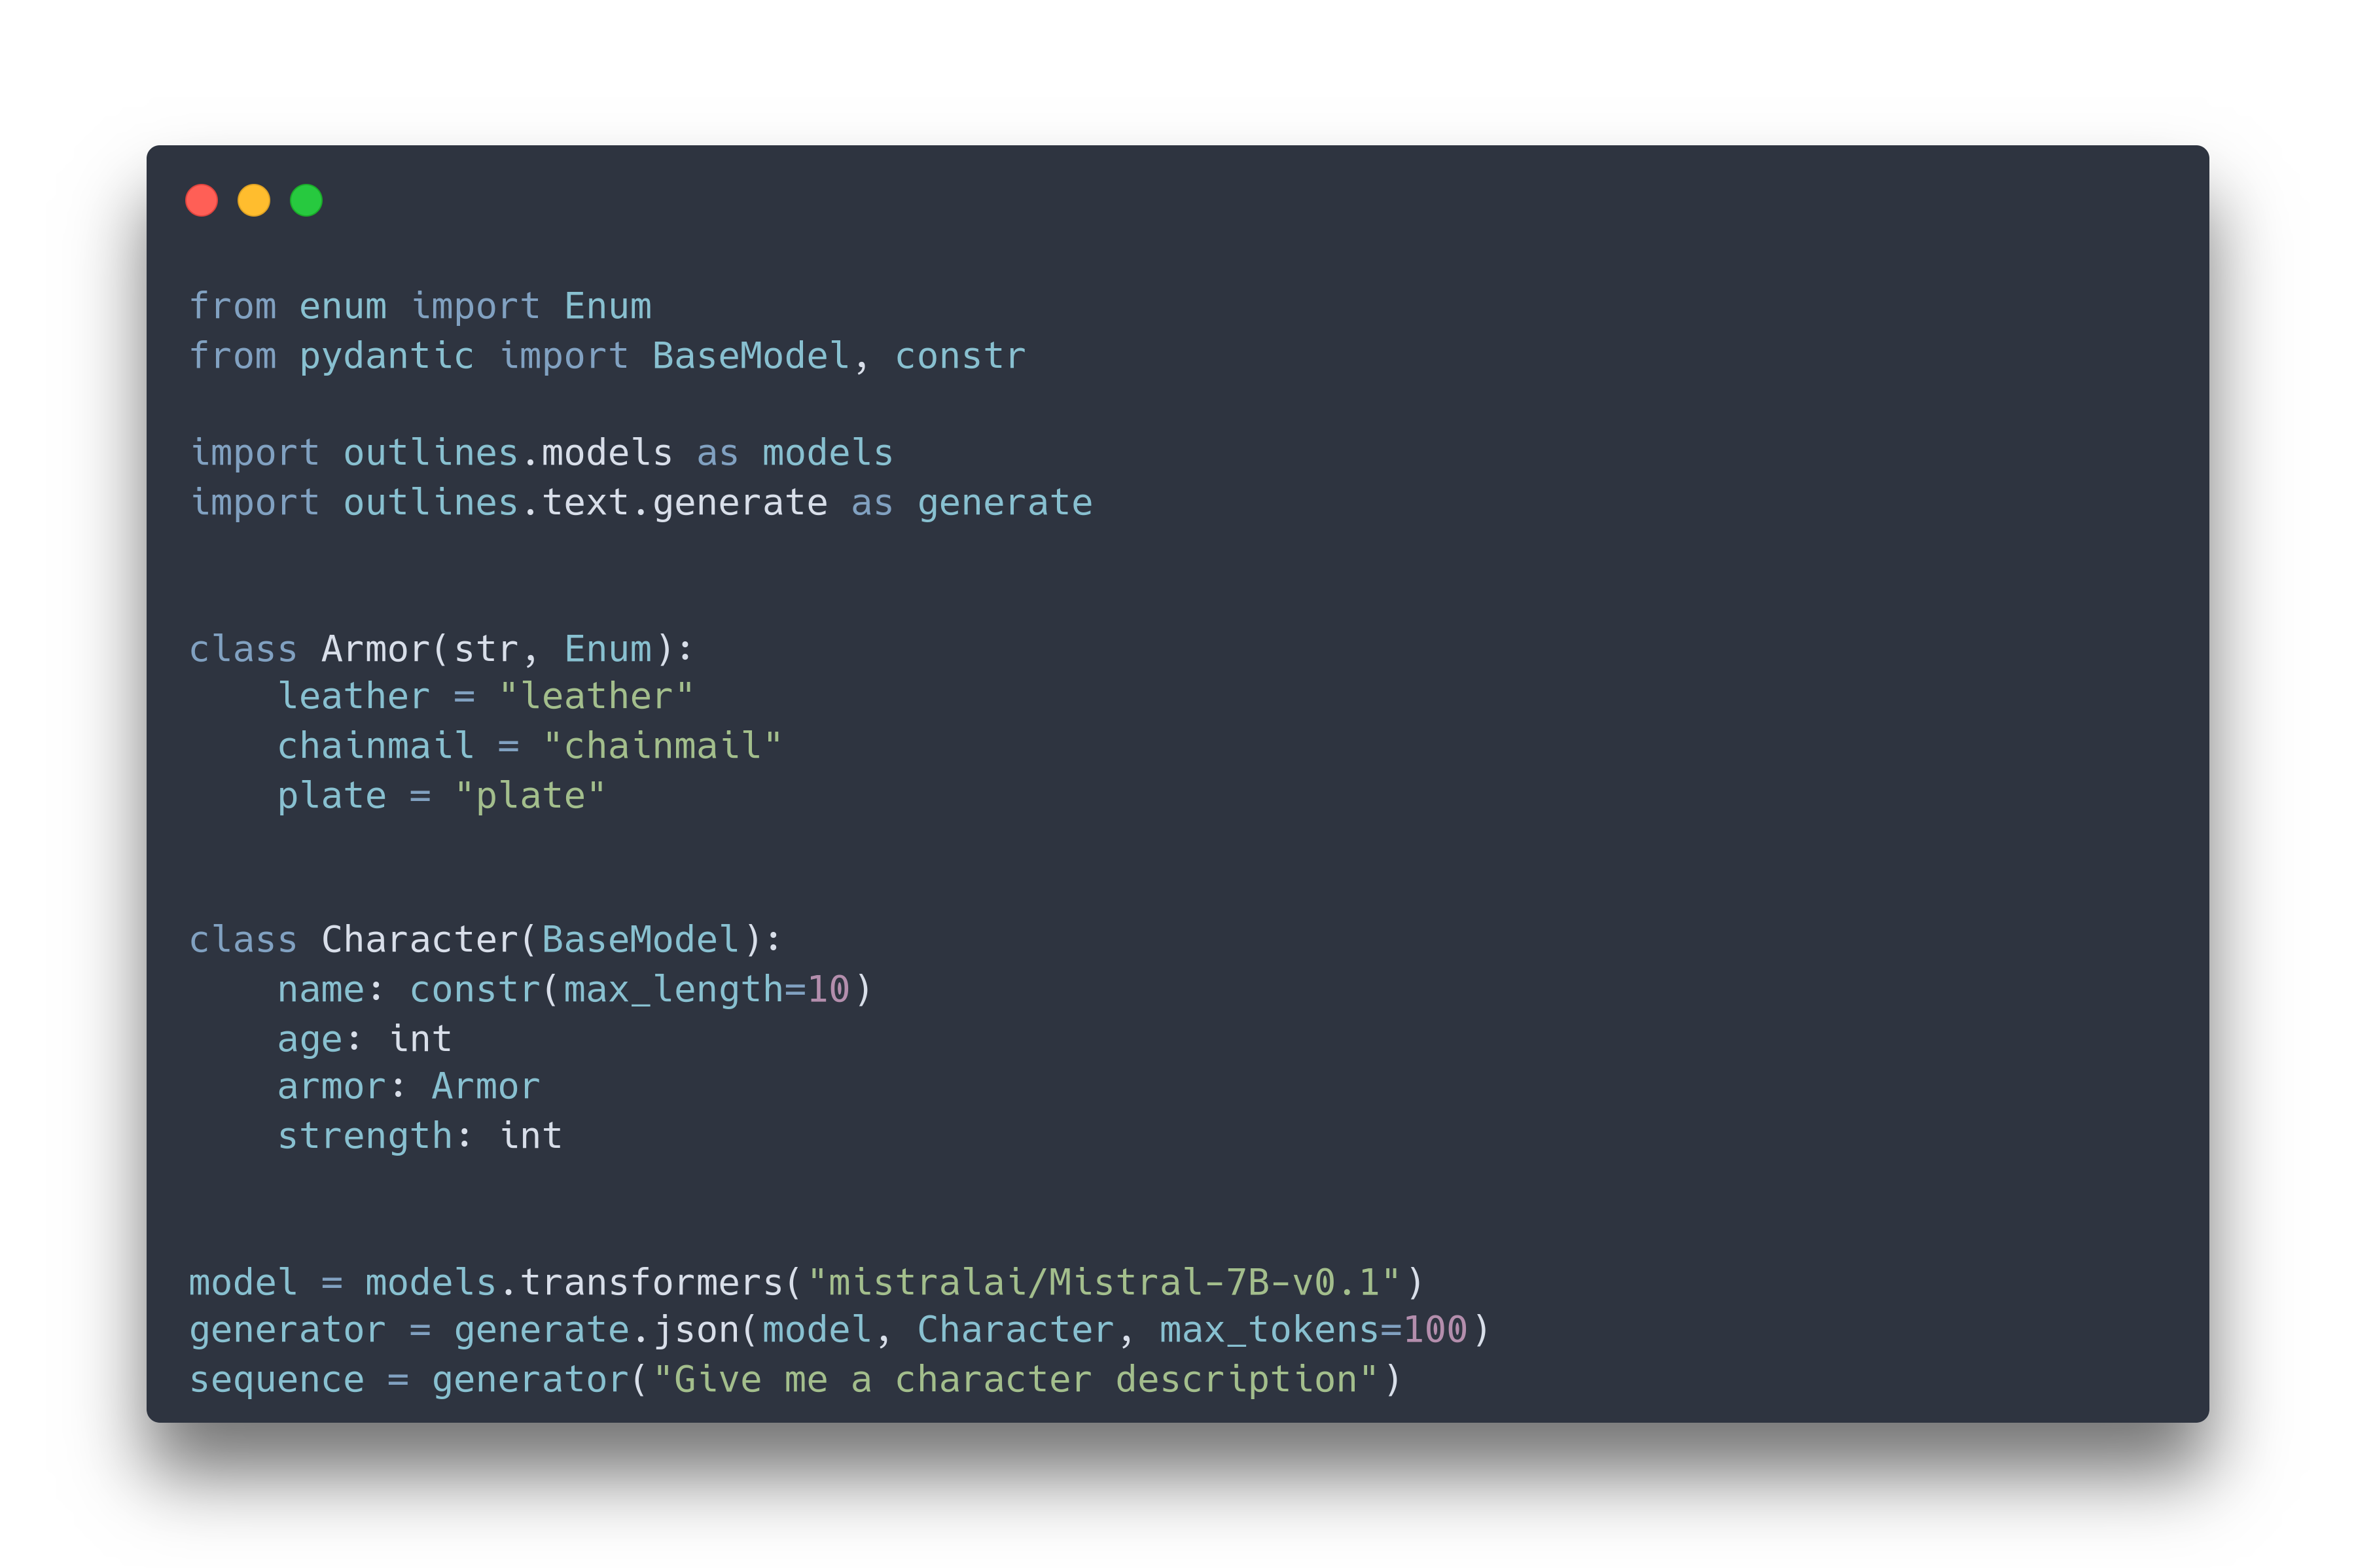 from enum import Enum
from pydantic import BaseModel, constr

import outlines.models as models
import outlines.text.generate as generate


class Armor(str, Enum):
    leather = "leather"
    chainmail = "chainmail"
    plate = "plate"


class Character(BaseModel):
    name: constr(max_length=10)
    age: int
    armor: Armor
    strength: int


model = models.transformers("mistralai/Mistral-7B-v0.1")
generator = generate.json(model, Character, max_tokens=100)
sequence = generator("Give me a character description")